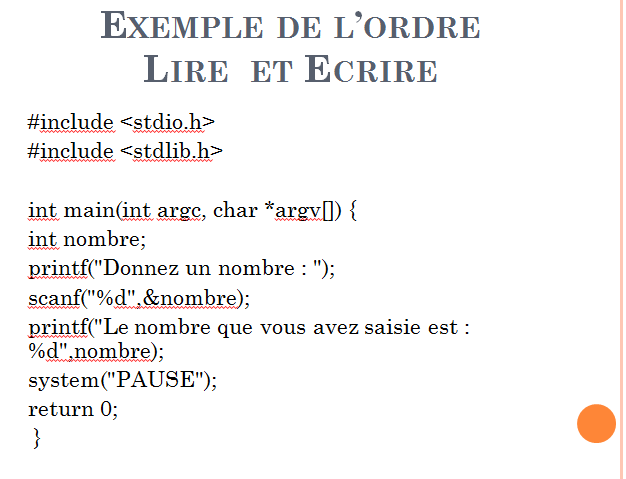 EXEMPLE DE L’ORDRE
LIRE ET ECRIRE
#include <stdio.h>
#include <stdlib.h>
int main(int argc, char *argv[]) {
int nombre;
printf("Donnez un nombre : ");
scanf("%d",&nombre);
printf("Le nombre que vous avez saisie est :
%d",nombre);
system("PAUSE");
return 0;
}